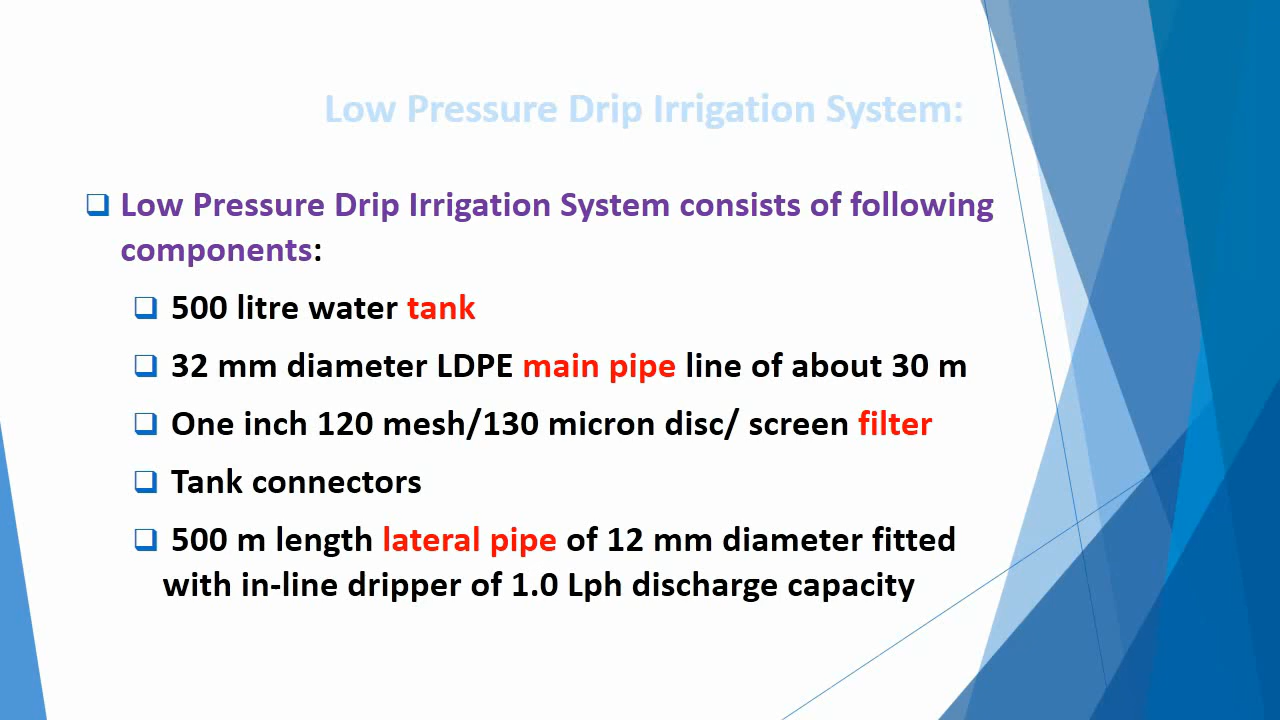 Low Pressure Drip Irrigation System:
Low Pressure Drip Irrigation System consists of following
components:
500 litre water tank
32 mm diameter LDPE main pipe line of about 30 m
One inch 120 mesh/130 micron disc/ screen filter
Tank connectors
500 m length lateral pipe of 12 mm diameter fitted
with in-line dripper of 1.0 Lph discharge capacity